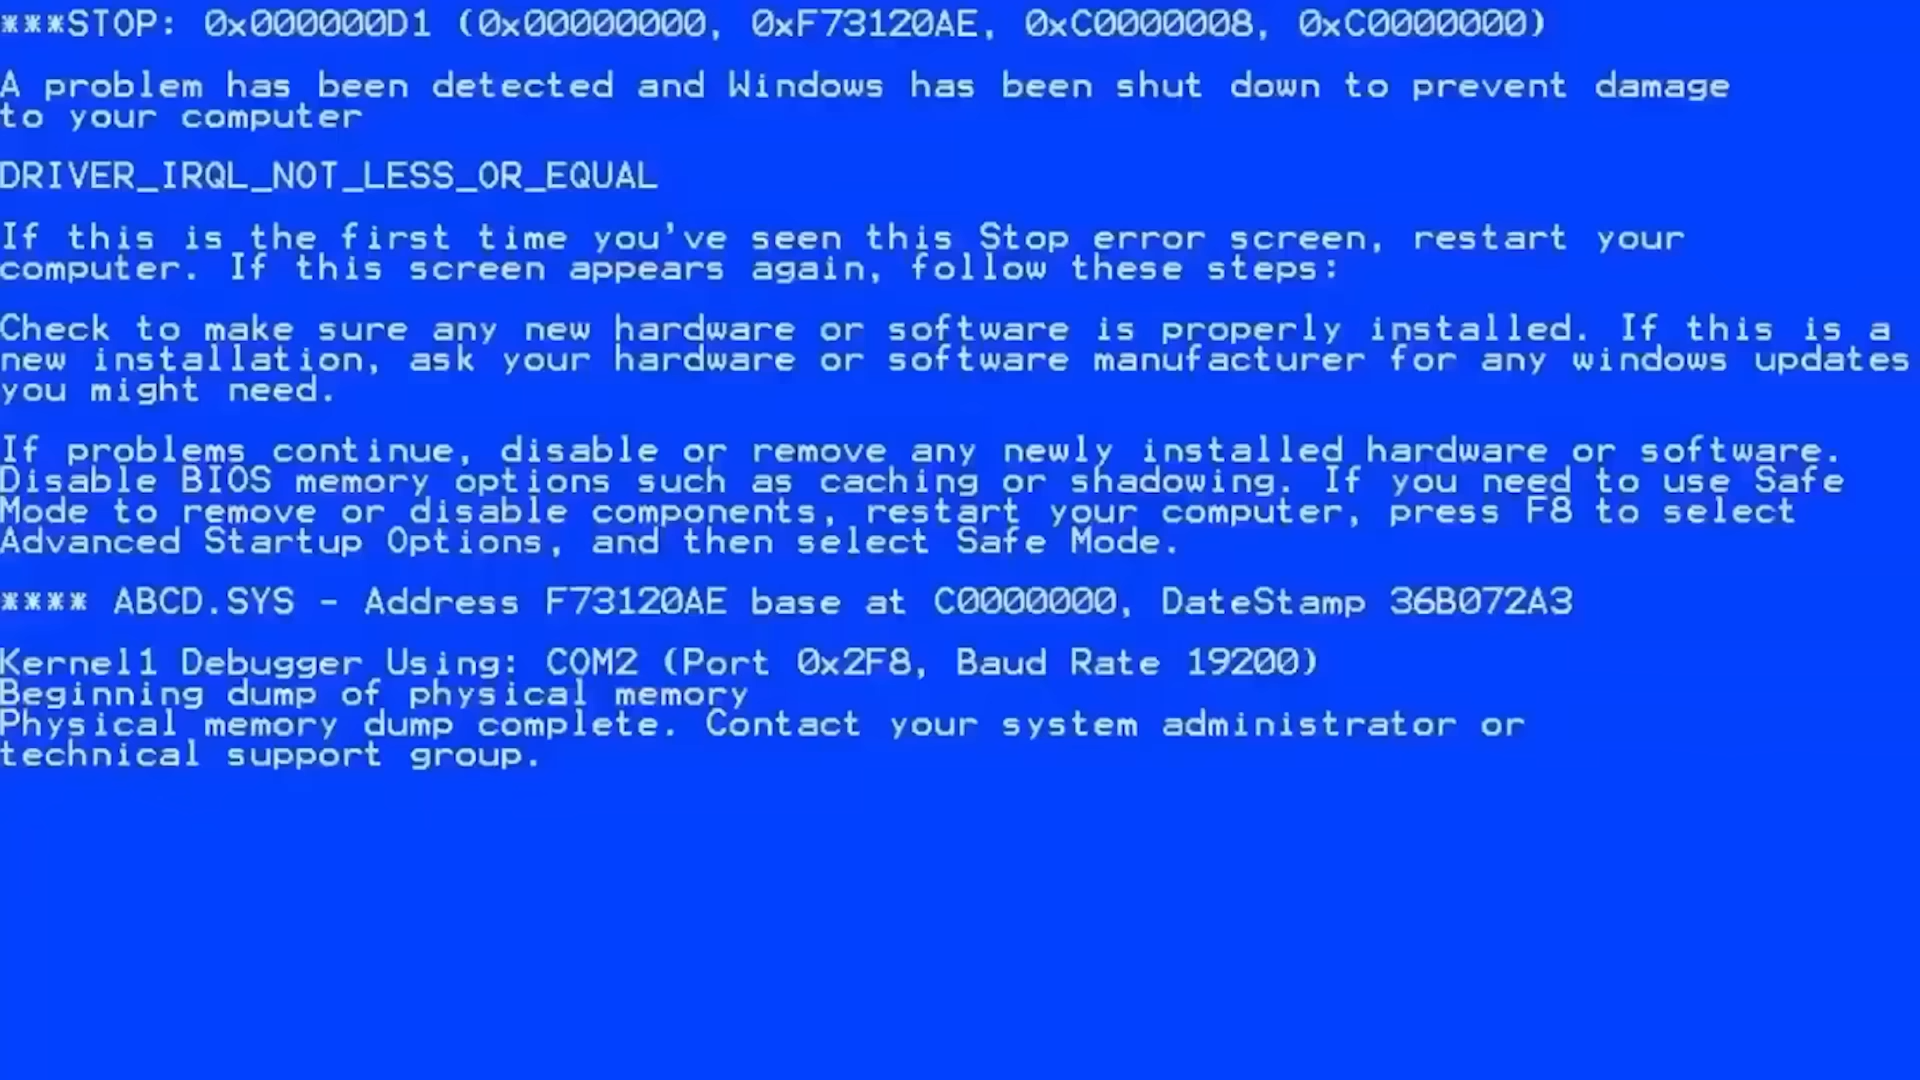 ***STOP: 0x000000D1 (0x00000000, 0xF73120AE, 0xC0000008, 0xC0000000)
A problem has been detected and Windows has been shut down to prevent damage
to your computer
DRIVER_IRQL_NOT_LESS_OR_EQUAL
If this is the first time you've seen this Stop error screen, restart your
computer. If this screen appears again, follow these steps:
Check to make sure any new hardware or software is properly installed. If this is a
new installation, ask your hardware or software manufacturer for any windows updates
you might need.
If problems continue, disable or remove any newly installed hardware or software.
Disable BIOS memory options such as caching or shadowing. If you need to use Safe
Mode to remove or disable components, restart your computer, press F8 to select
Advanced Startup Options, and then select Safe Mode.
**** ABCD.SYS - Address F73120AE base at C0000000, DateStamp 36B072A3
Kernel1 Debugger Using: COM2 (Port 0x2F8, Baud Rate 19200)
Beginning dump of physical memory
Physical memory dump complete. Contact your system administrator or
technical support group.